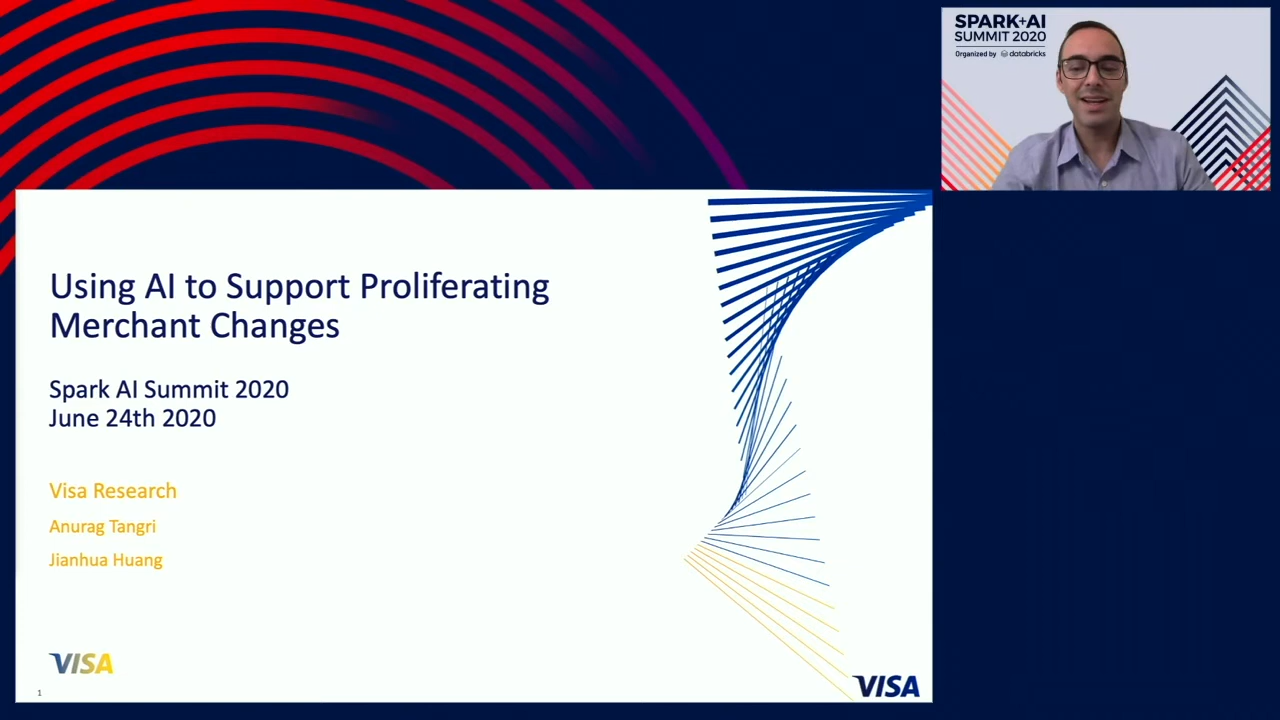 Using AI to Support Proliferating
Merchant Changes
Spark AI Summit 2020
June 24th 2020
Visa Research
Anurag Tangri
Jianhua Huang
VISA
1
VISA
SPARK+AI
SUMMIT 2020
Organized by databricks